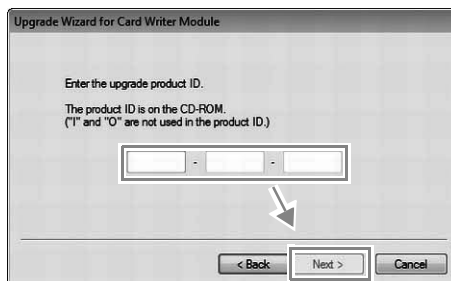 Upgrade Wizard for Card Writer Module
Enter the upgrade product ID.
The product ID is on the CD-ROM.
("I" and "O" are not used in the product ID.)
- -
< Back Next > Cancel